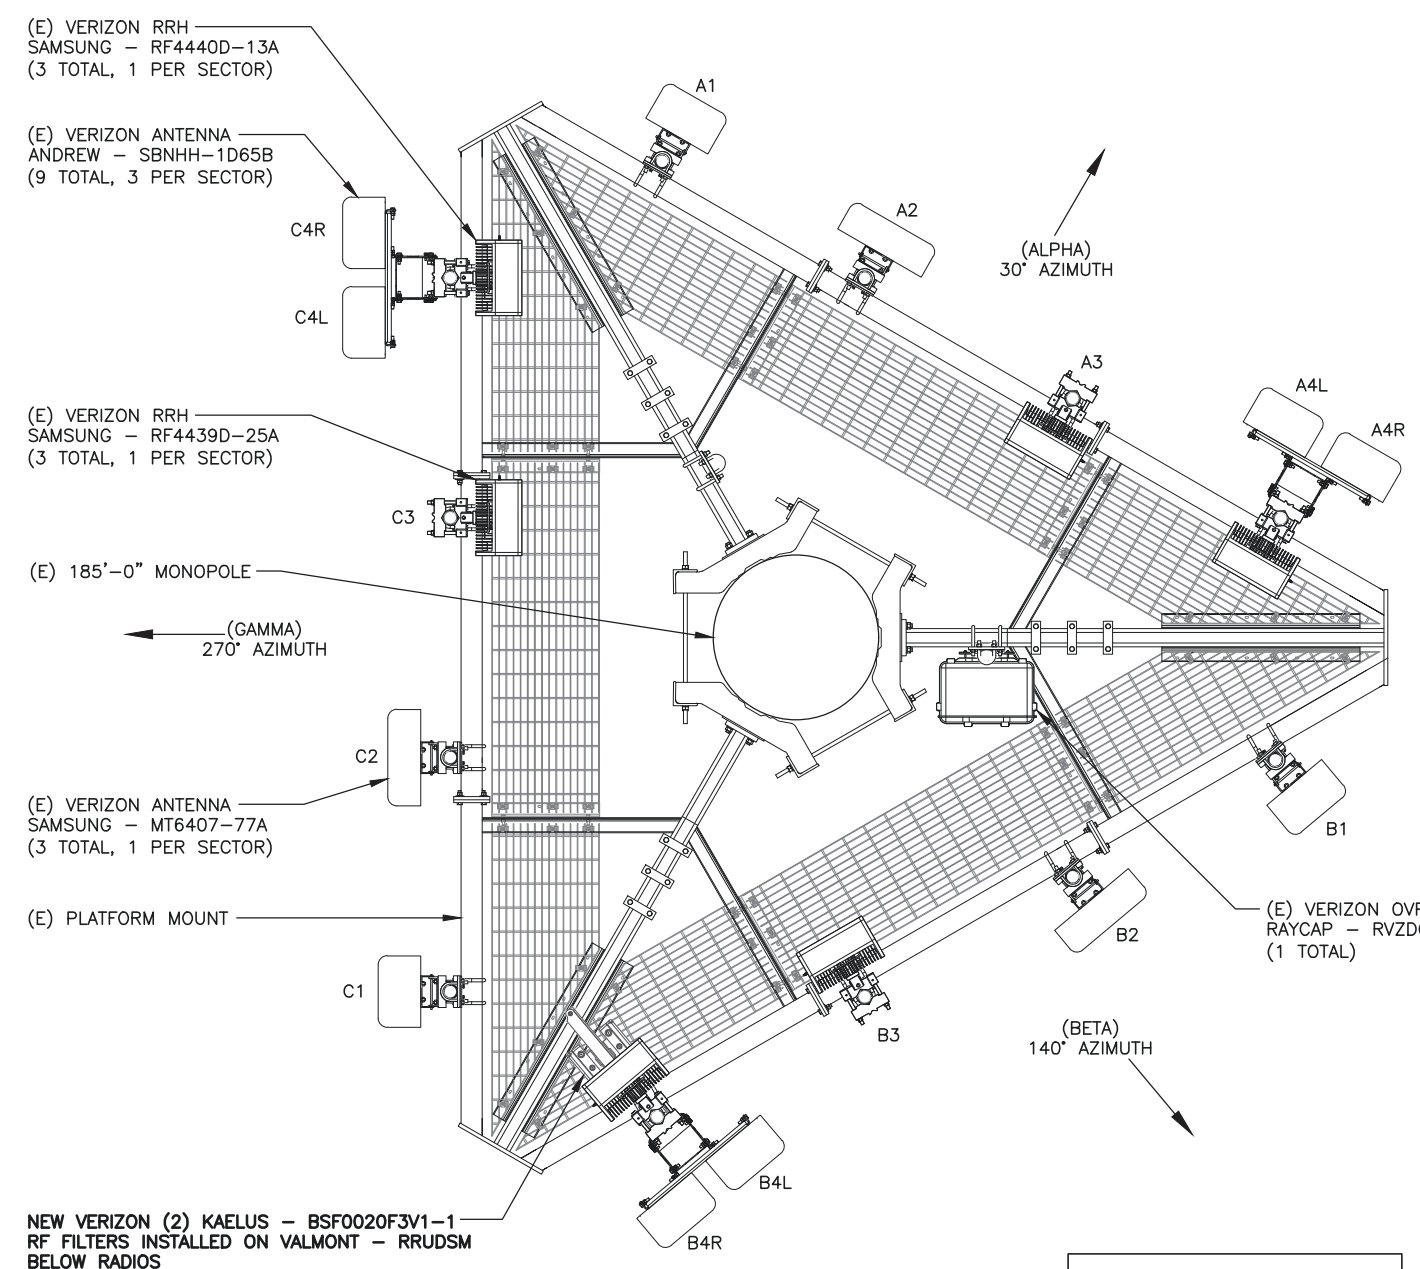 (E) VERIZON RRH
SAMSUNG – RF4440D–13A
(3 TOTAL, 1 PER SECTOR)
(E) VERIZON ANTENNA
ANDREW – SBNHH–1D65B
(9 TOTAL, 3 PER SECTOR)
C4R
C4L
A1
A2
(ALPHA)
30° AZIMUTH
A3
A4L
A4R
(E) VERIZON RRH
SAMSUNG – RF4439D–25A
(3 TOTAL, 1 PER SECTOR)
C3
(E) 185'–0" MONOPOLE
(GAMMA)
270° AZIMUTH
C2
(E) VERIZON ANTENNA
SAMSUNG – MT6407–77A
(3 TOTAL, 1 PER SECTOR)
(E) PLATFORM MOUNT
C1
B1
B2
(E) VERIZON
RAYCAP –
(1 TOTAL)
B3
(BETA)
140° AZIMUTH
B4L
B4R
NEW VERIZON (2) KAELUS – BSF0020F3V1–1
RF FILTERS INSTALLED ON VALMONT – RRUDSM
BELOW RADIOS